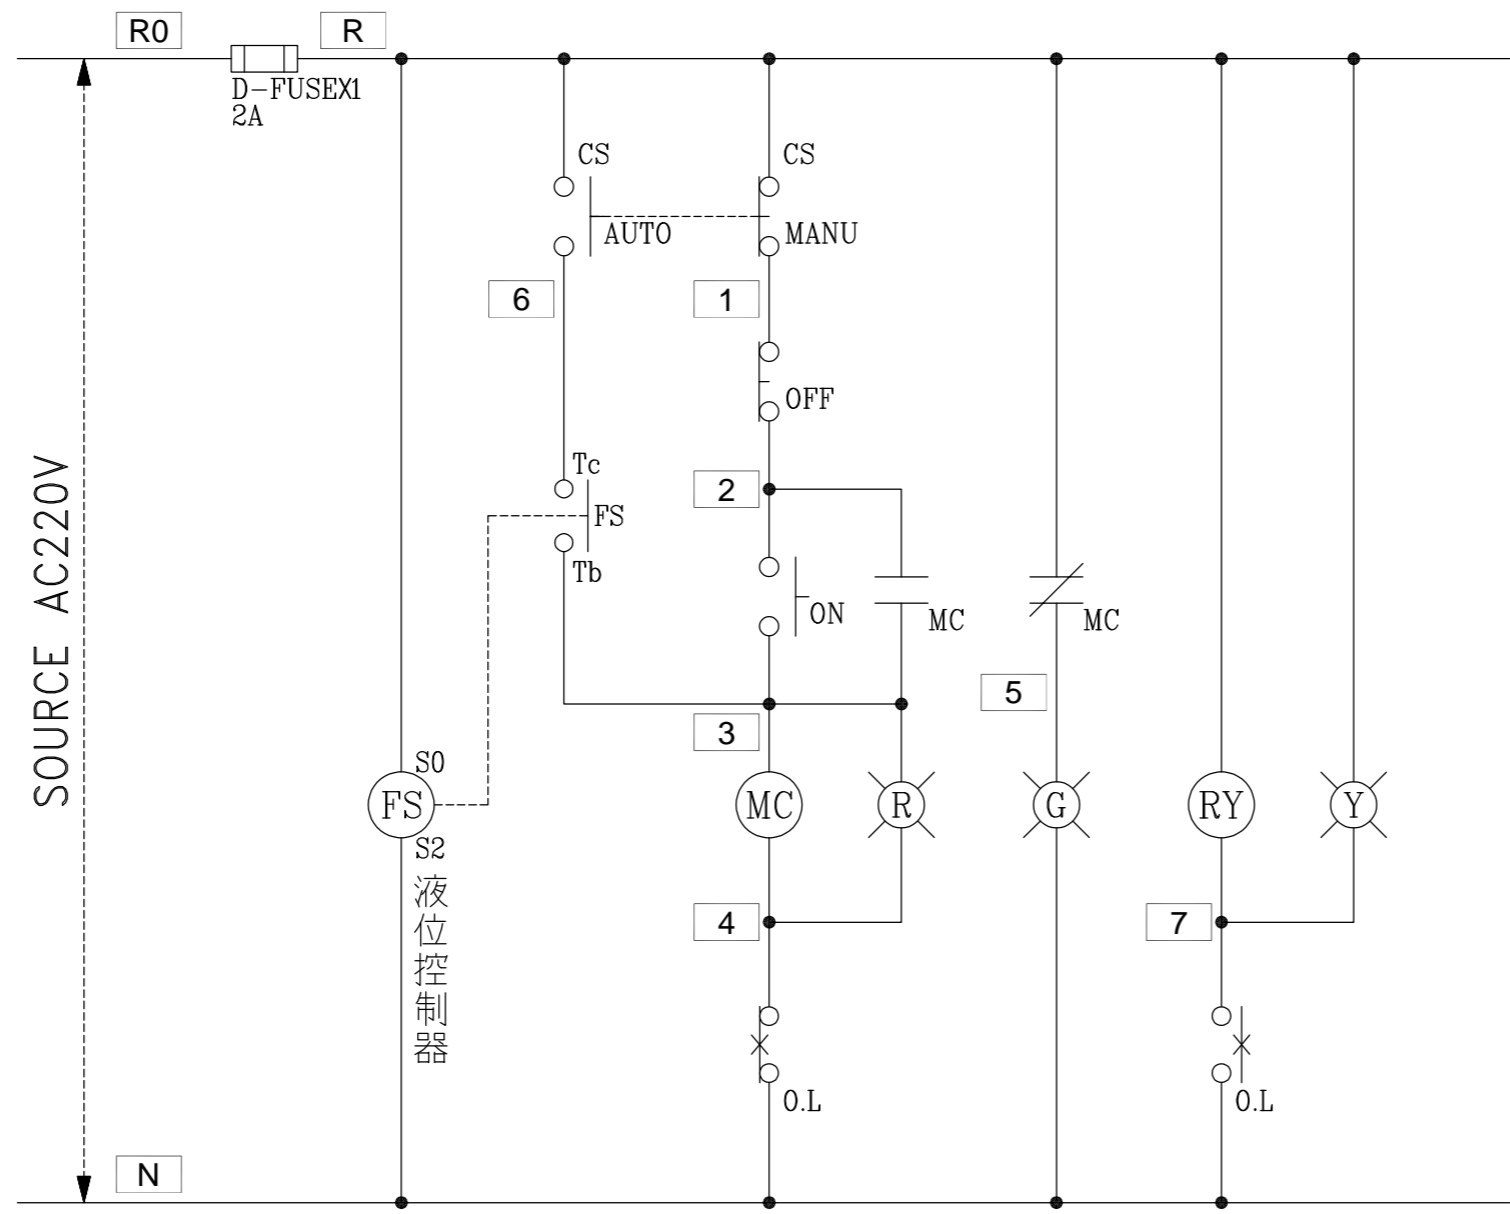 R0
R
D-FUSEX1
2A
CS
CS
AUTO
MANU
6
1
OFF
Tc
2
FS
Tb
ON
MC
MC
5
3
SOURCE AC220V
S0
FS
MC
R
G
RY
Y
S2
液位控制器
4
7
O.L
O.L
N